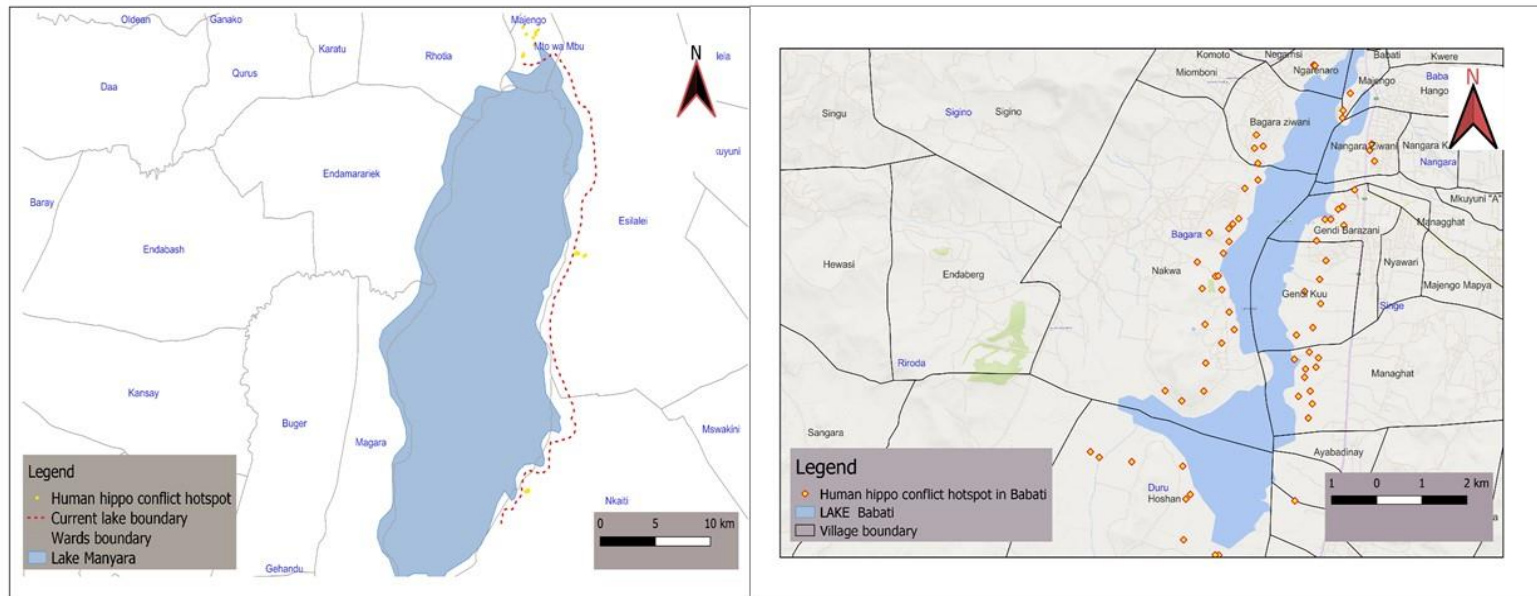 Oldean
Ganako
Karatu
Rhotia
Majengo
Mto wa Mbu
N
Daa
Qurus
Endamarariek
Baray
Endabash
Esilalei
Kansay
Buger
Magara
Mswakini
Nkaiti
Gehandu
Legend
Human hippo conflict hotspot
Current lake boundary
Wards boundary
Lake Manyara
0 5 10 km
Komoto
Negamsi
Babati
Kwere
Miomboni
Ngarenaro
Majengo
Hango
N
Singu
Sigino
Sigino
Bagara ziwani
Nangara Ziwani
Nangara
Mkuyuni "A"
Managghat
Bagara
Gendi Barazani
Hewasi
Endaberg
Nakwa
Nyawari
Gendi Kuu
Majengo Mapya
Singe
Riroda
Managhat
Sangara
Ayabadinay
Duru
Hoshan
Legend
Human hippo conflict hotspot in Babati
LAKE Babati
Village boundary
1 0 1 2 km